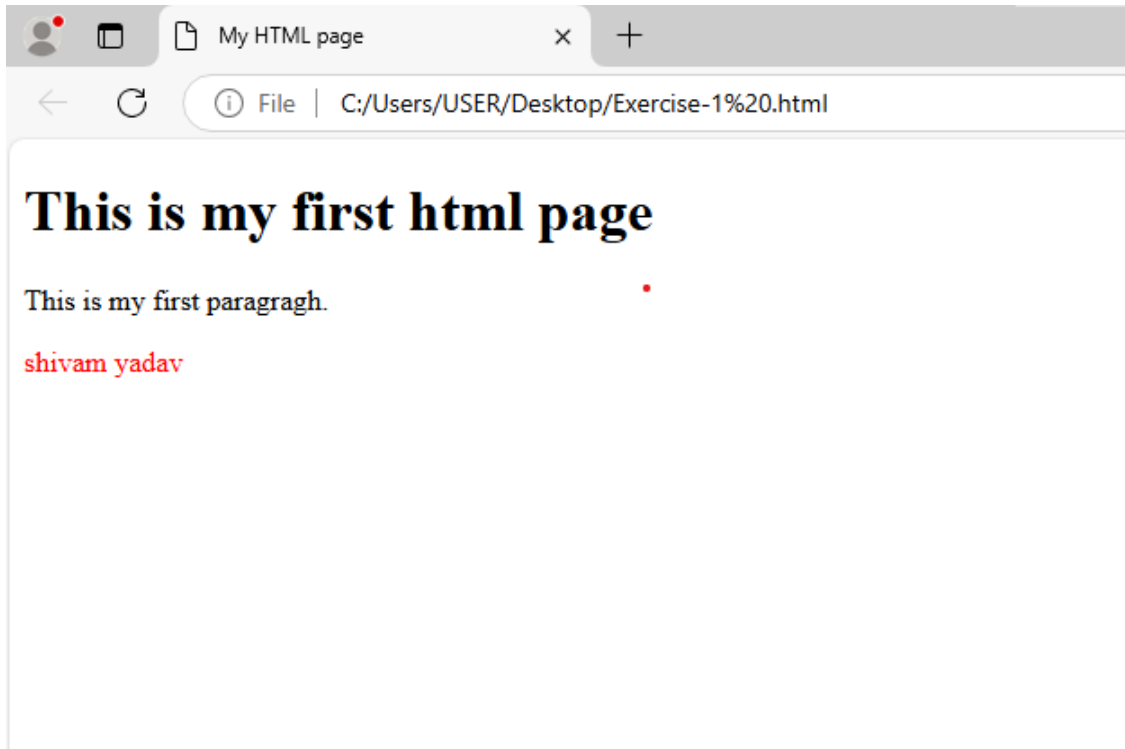 My HTML page
File | C:/Users/USER/Desktop/Exercise-1%20.html
This is my first html page
This is my first paragragh.
shivam yadav